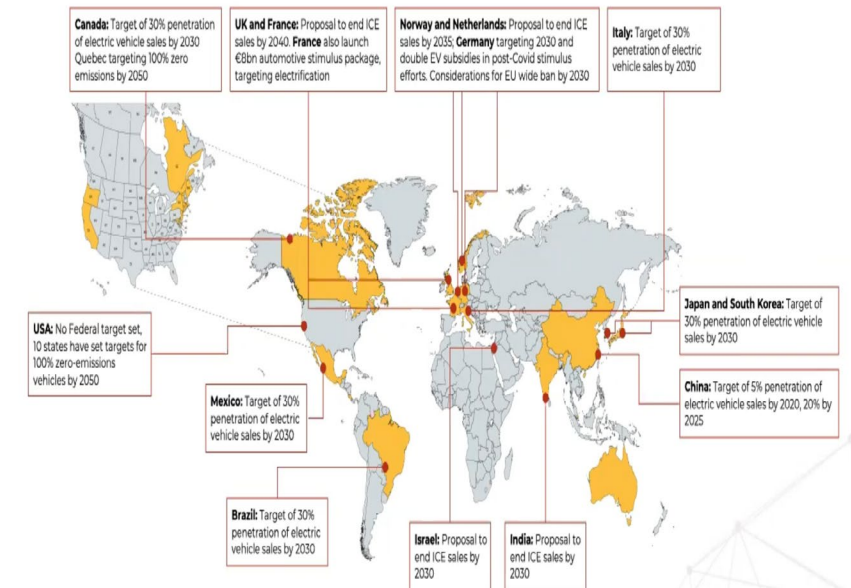 Canada: Target of 30% penetration
of electric vehicle sales by 2030
Quebec targeting 100% zero
emissions by 2050
UK and France: Proposal to end ICE
sales by 2040. France also launch
€8bn automotive stimulus package,
targeting electrification
Norway and Netherlands: Proposal to end ICE
sales by 2035; Germany targeting 2030 and
double EV subsidies in post-Covid stimulus
efforts. Considerations for EU wide ban by 2030
Italy: Target of 30%
penetration of electric
vehicle sales by 2030
USA: No Federal target set,
10 states have set targets for
100% zero-emissions
vehicles by 2050
Japan and South Korea: Target of
30% penetration of electric vehicle
sales by 2030
China: Target of 5% penetration of
electric vehicle sales by 2020, 20% by
2025
Mexico: Target of 30%
penetration of electric
vehicle sales by 2030
Brazil: Target of 30%
penetration of electric
vehicle sales by 2030
Israel: Proposal to
end ICE sales by
2030
India: Proposal to
end ICE sales by
2030